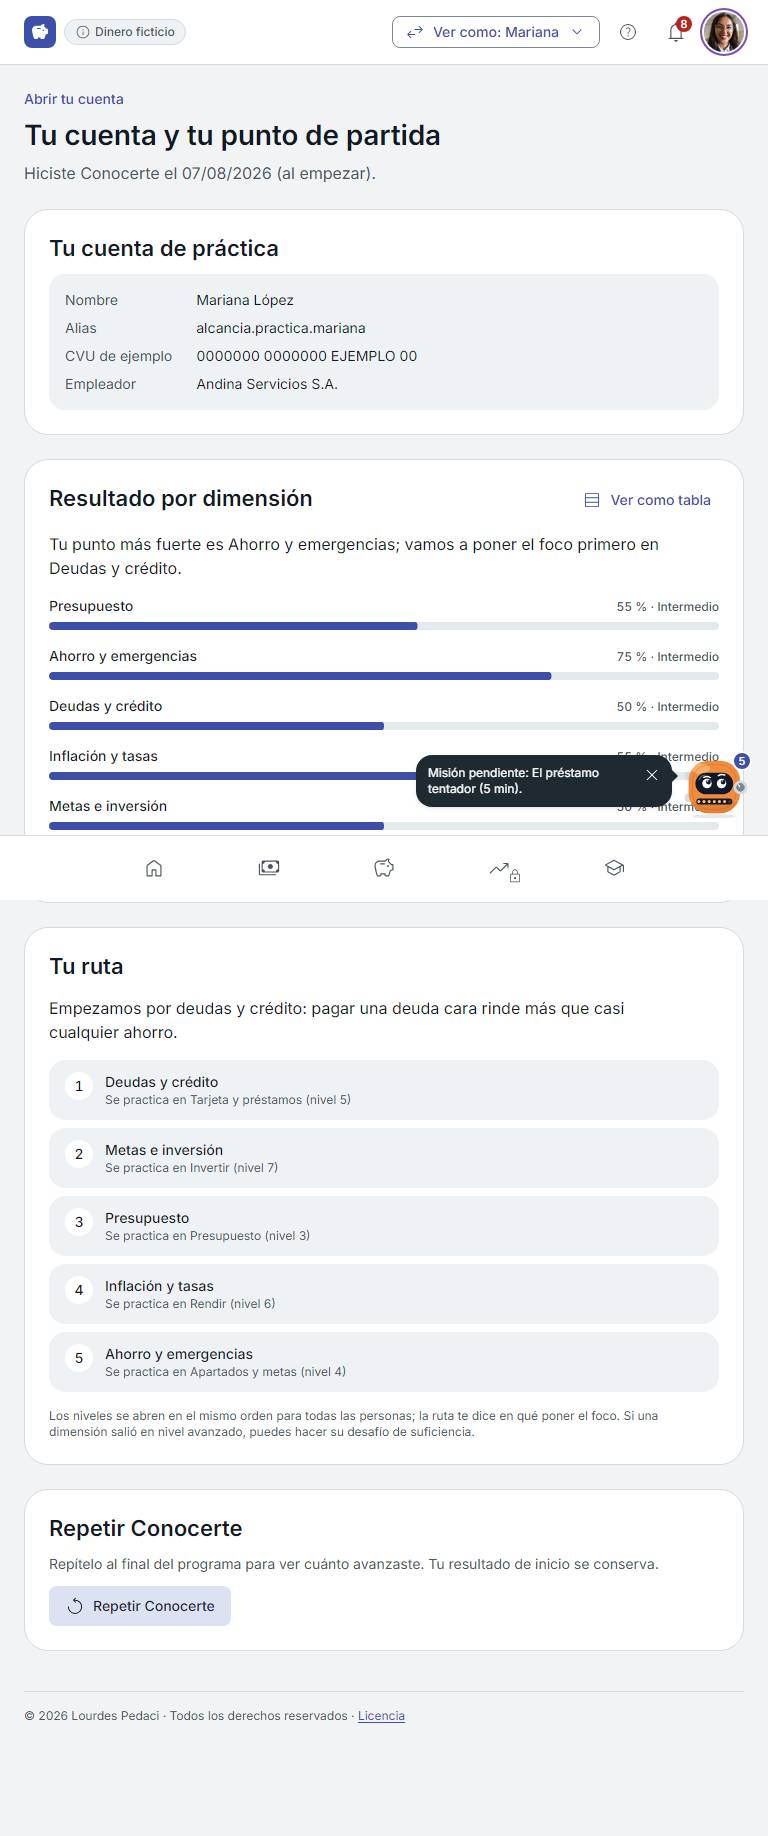 Dinero ficticio
Ver como: Mariana
8
Abrir tu cuenta
Tu cuenta y tu punto de partida
Hiciste Conocerte el 07/08/2026 (al empezar).
Tu cuenta de práctica
Nombre Mariana López
Alias alcancia.practica.mariana
CVU de ejemplo 0000000 0000000 EJEMPLO 00
Empleador Andina Servicios S.A.
Resultado por dimensión
Ver como tabla
Tu punto más fuerte es Ahorro y emergencias; vamos a poner el foco primero en
Deudas y crédito.
Presupuesto 55 % · Intermedio
Ahorro y emergencias 75 % · Intermedio
Deudas y crédito 50 % · Intermedio
Inflación y tasas
Misión pendiente: El préstamo
tentador (5 min).
5
Metas e inversión
Tu ruta
Empezamos por deudas y crédito: pagar una deuda cara rinde más que casi
cualquier ahorro.
1 Deudas y crédito
Se practica en Tarjeta y préstamos (nivel 5)
2 Metas e inversión
Se practica en Invertir (nivel 7)
3 Presupuesto
Se practica en Presupuesto (nivel 3)
4 Inflación y tasas
Se practica en Rendir (nivel 6)
5 Ahorro y emergencias
Se practica en Apartados y metas (nivel 4)
Los niveles se abren en el mismo orden para todas las personas; la ruta te dice en qué poner el foco. Si una
dimensión salió en nivel avanzado, puedes hacer su desafío de suficiencia.
Repetir Conocerte
Repítelo al final del programa para ver cuánto avanzaste. Tu resultado de inicio se conserva.
Repetir Conocerte
© 2026 Lourdes Pedaci · Todos los derechos reservados · Licencia